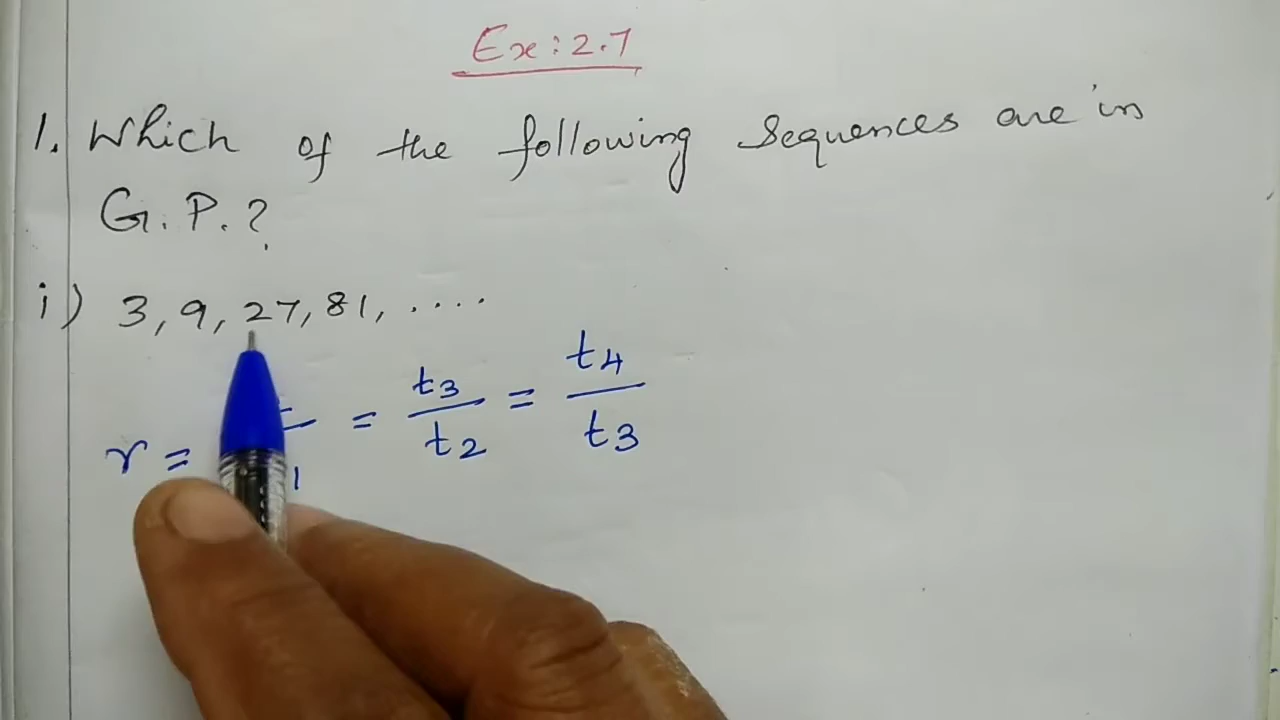 Ex: 2.7
1. Which of the following Sequences are in
G.P.?
i) 3, 9, 27, 81, ....
r = 1 = t3/t2 = t4/t3